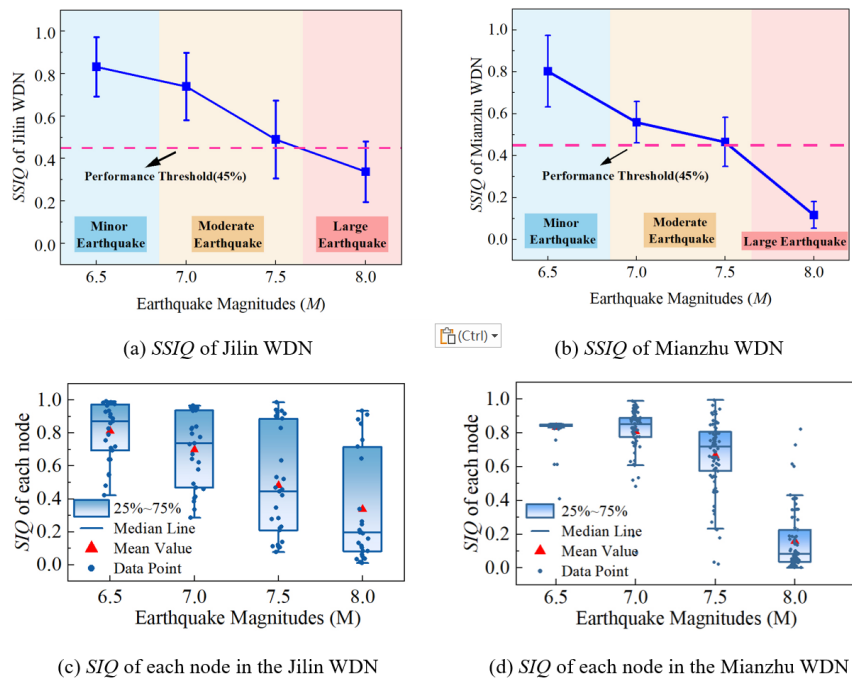 SSIQ of Jilin WDN
1.0
0.8
0.6
0.4
0.2
0.0
Performance Threshold(45%)
Minor
Earthquake
Moderate
Earthquake
Large
Earthquake
6.5 7.0 7.5 8.0
Earthquake Magnitudes (M)
(a) SSIQ of Jilin WDN
SSIQ of Mianzhu WDN
1.0
0.8
0.6
0.4
0.2
0.0
Performance Threshold(45%)
Minor
Earthquake
Moderate
Earthquake
Large Earthquake
6.5 7.0 7.5 8.0
Earthquake Magnitudes (M)
(b) SSIQ of Mianzhu WDN
(Ctrl)
SIQ of each node
1.0
0.8
0.6
0.4
0.2
0.0
25%~75%
Median Line
Mean Value
Data Point
6.5 7.0 7.5 8.0
Earthquake Magnitudes (M)
(c) SIQ of each node in the Jilin WDN
SIQ of each node
1.0
0.8
0.6
0.4
0.2
0.0
25%~75%
Median Line
Mean Value
Data Point
6.5 7.0 7.5 8.0
Earthquake Magnitudes (M)
(d) SIQ of each node in the Mianzhu WDN